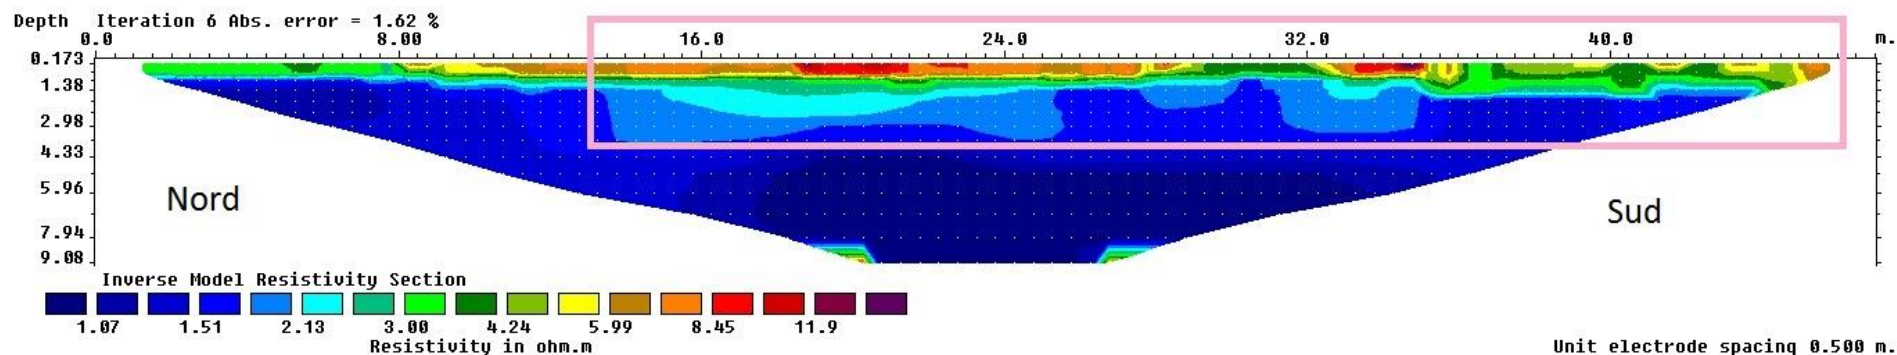 Depth Iteration 6 Abs. error = 1.62 %
0.0 8.00 16.0 24.0 32.0 40.0 m.
0.173
1.38
2.98
4.33
5.96
7.94
9.08
Nord Sud
Inverse Model Resistivity Section
1.07 1.51 2.13 3.00 4.24 5.99 8.45 11.9
Resistivity in ohm.m Unit electrode spacing 0.500 m.